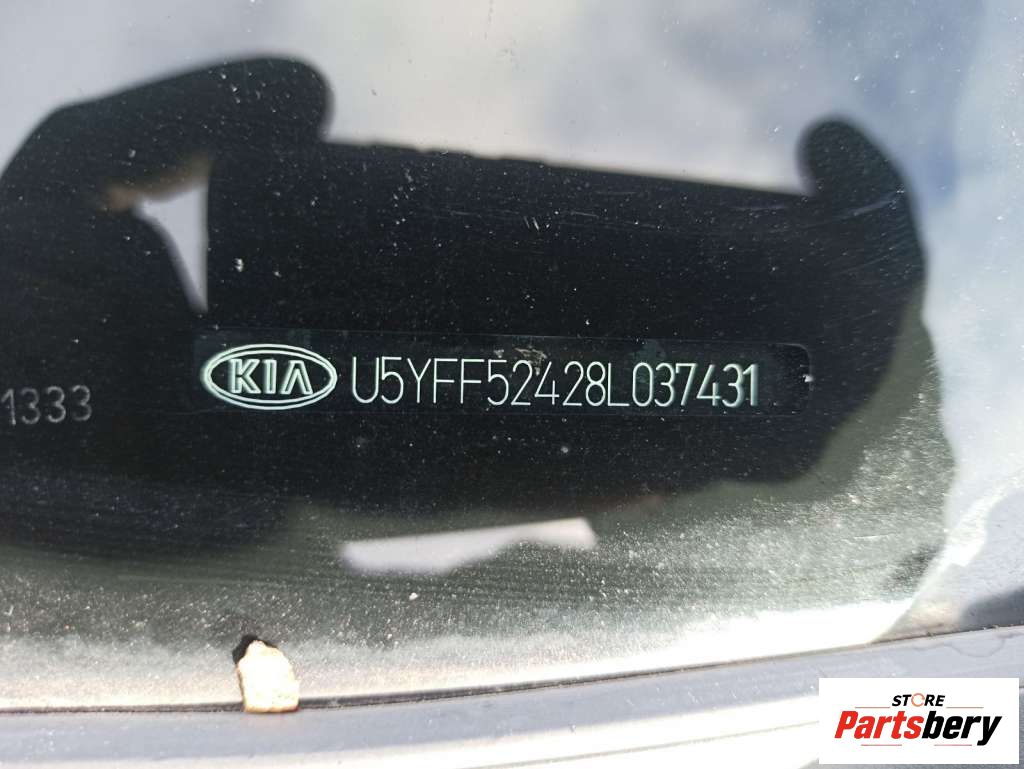 KIA U5YFF52428L037431
1333
STORE
Partsbery